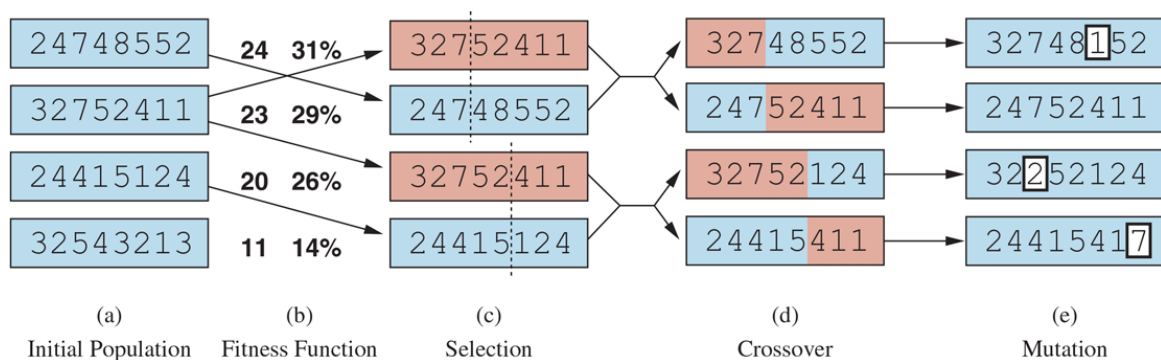 24748552 24 31% 32752411 32748552 32748152
32752411 23 29% 24748552 24752411 24752411
24415124 20 26% 32752411 32752124 32252124
32543213 11 14% 24415124 24415411 24415417
(a) (b) (c) (d) (e)
Initial Population Fitness Function Selection Crossover Mutation